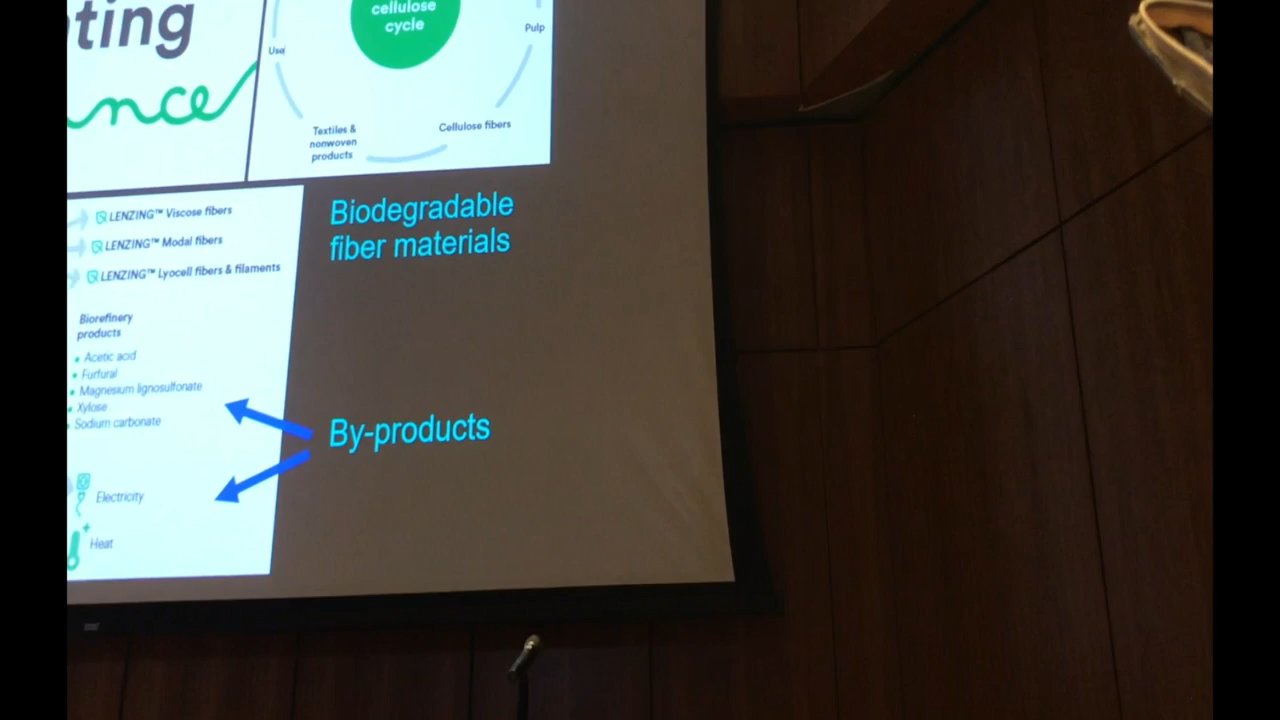 ting
ance
cellulose
cycle
Pulp
Use
Cellulose fibers
Textiles &
nonwoven
products
LENZING™ Viscose fibers
LENZING™ Modal fibers
LENZING™ Lyocell fibers & filaments
Biodegradable
fiber materials
Biorefinery
products
• Acetic acid
• Furfural
• Magnesium lignosulfonate
• Xylose
• Sodium carbonate
By-products
Electricity
Heat